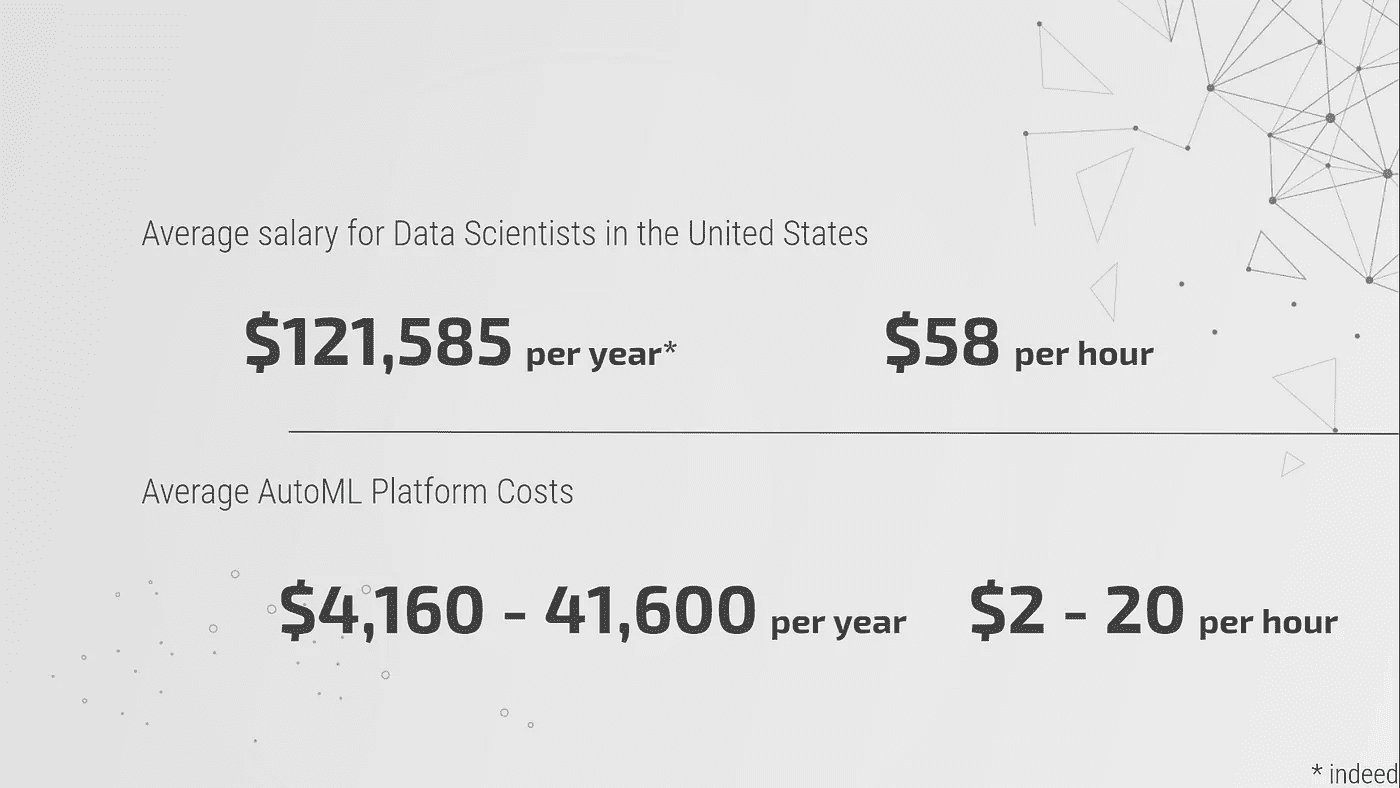 Average salary for Data Scientists in the United States
$121,585 per year* $58 per hour
Average AutoML Platform Costs
$4,160 - 41,600 per year $2 - 20 per hour
* indeed